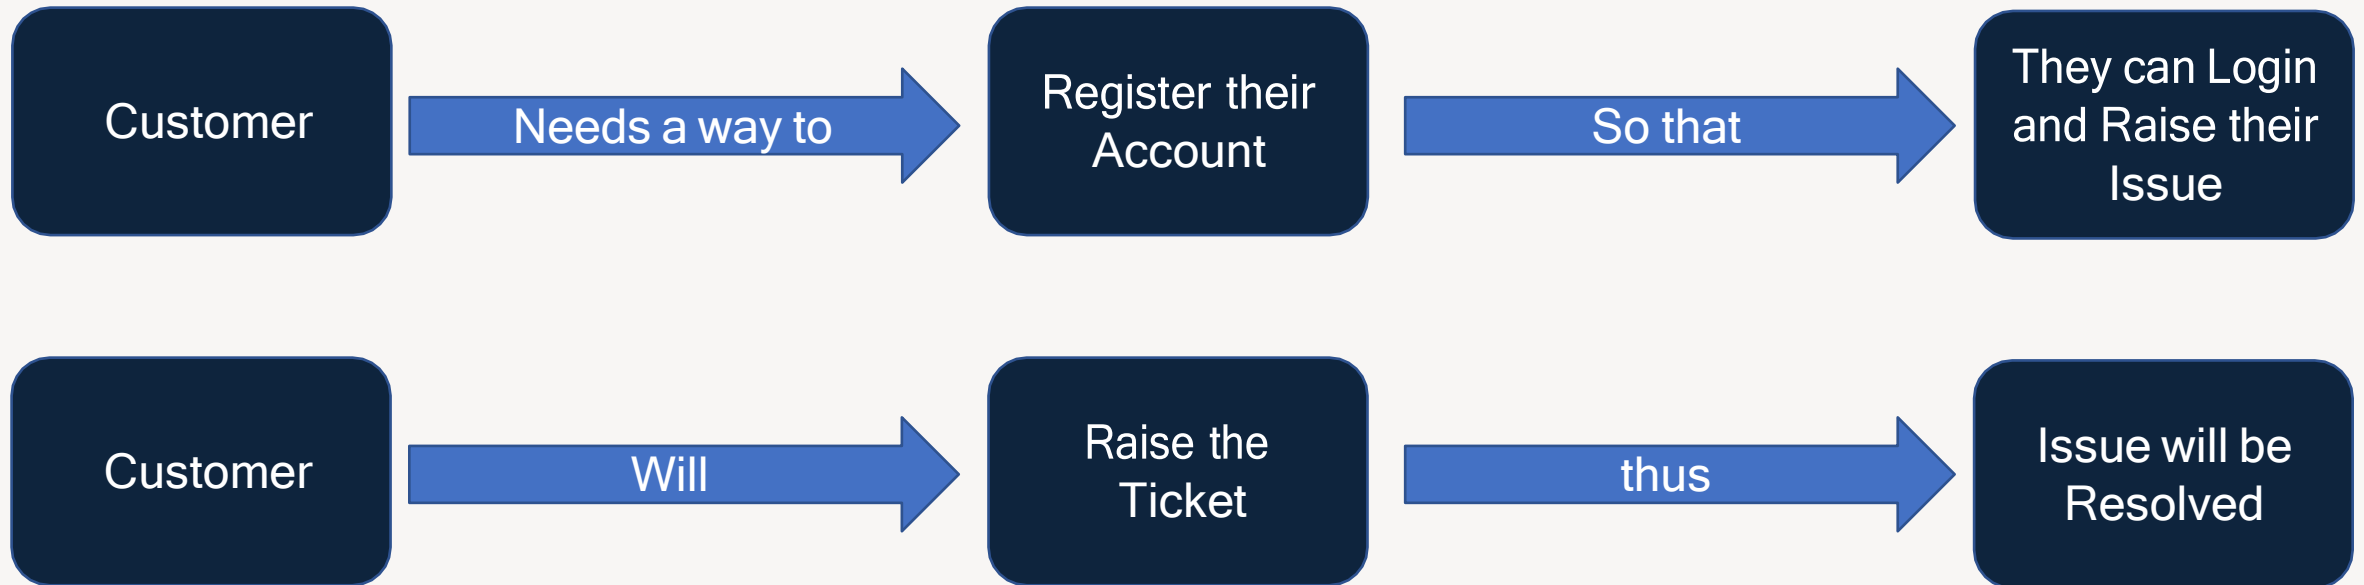 Customer
Needs a way to
Register their
Account
So that
They can Login
and Raise their
Issue
Customer
Will
Raise the
Ticket
thus
Issue will be
Resolved